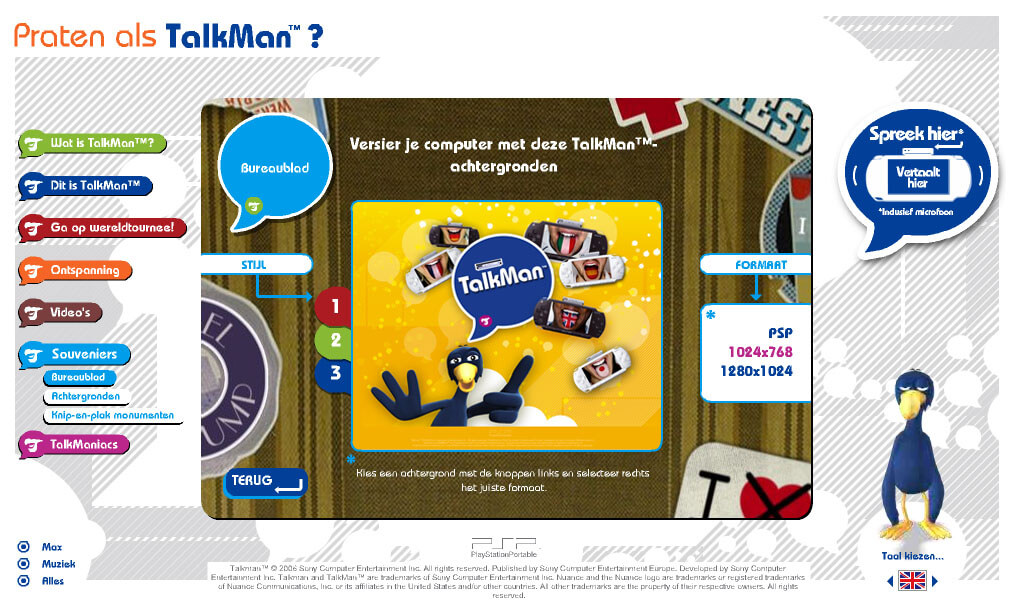 Praten als TalkMan™ ?
Wat is TalkMan™?
Dit is TalkMan™
Ga op wereldtournee!
Ontspanning
Video's
Souveniers
Bureaublad
Achtergronden
Knip-en-plak monumenten
TalkManiacs
Max
Muziek
Alles
Bureaublad
Versier je computer met deze TalkMan™-
achtergronden
STIJL
1
2
3
TalkMan™
FORMAAT
*
PSP
1024x768
1280x1024
*
Kies een achtergrond met de knoppen links en selecteer rechts
het juiste formaat.
TERUG
I
UMP
Spreek hier*
Vertaalt
hier
*Inclusief microfoon
Taal kiezen...
PSP
PlayStationPortable
Talkman™ © 2006 Sony Computer Entertainment Inc. All rights reserved. Published by Sony Computer Entertainment Europe. Developed by Sony Computer
Entertainment Inc. Talkman and TalkMan™ are trademarks of Sony Computer Entertainment Inc. Nuance and the Nuance logo are trademarks or registered trademarks
of Nuance Communications, Inc. or its affiliates in the United States and/or other countries. All other trademarks are the property of their respective owners. All rights
reserved.